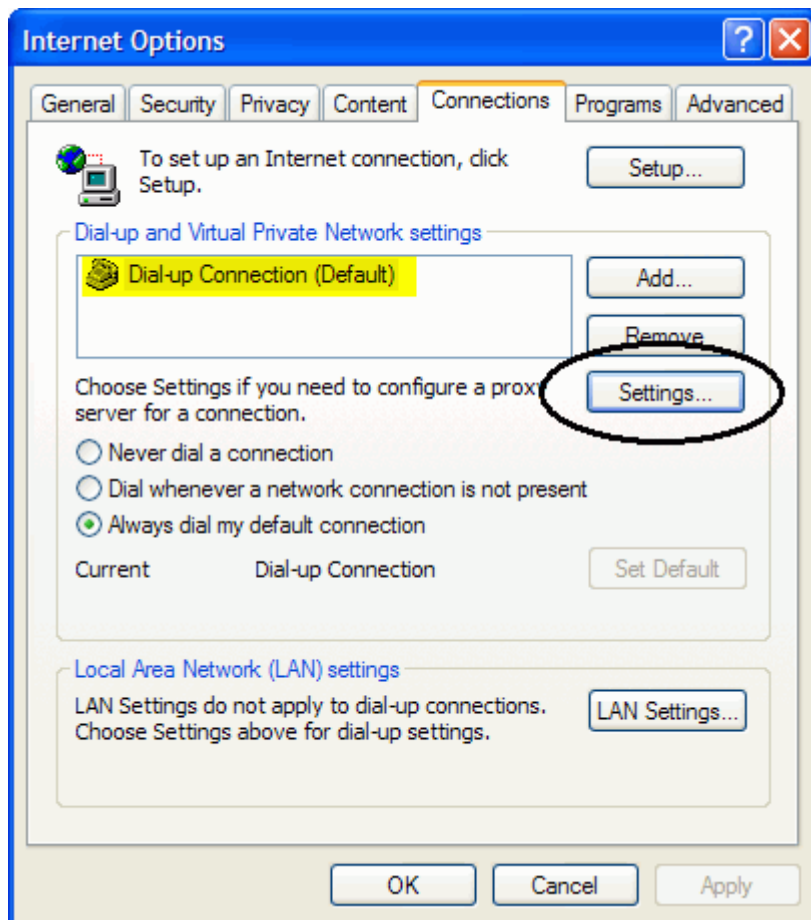 Internet Options
General Security Privacy Content Connections Programs Advanced
To set up an Internet connection, click
Setup.
Setup...
Dial-up and Virtual Private Network settings
Dial-up Connection (Default)
Add...
Remove
Choose Settings if you need to configure a proxy
server for a connection.
Settings...
Never dial a connection
Dial whenever a network connection is not present
Always dial my default connection
Current Dial-up Connection Set Default
Local Area Network (LAN) settings
LAN Settings do not apply to dial-up connections.
Choose Settings above for dial-up settings.
LAN Settings...
OK Cancel Apply